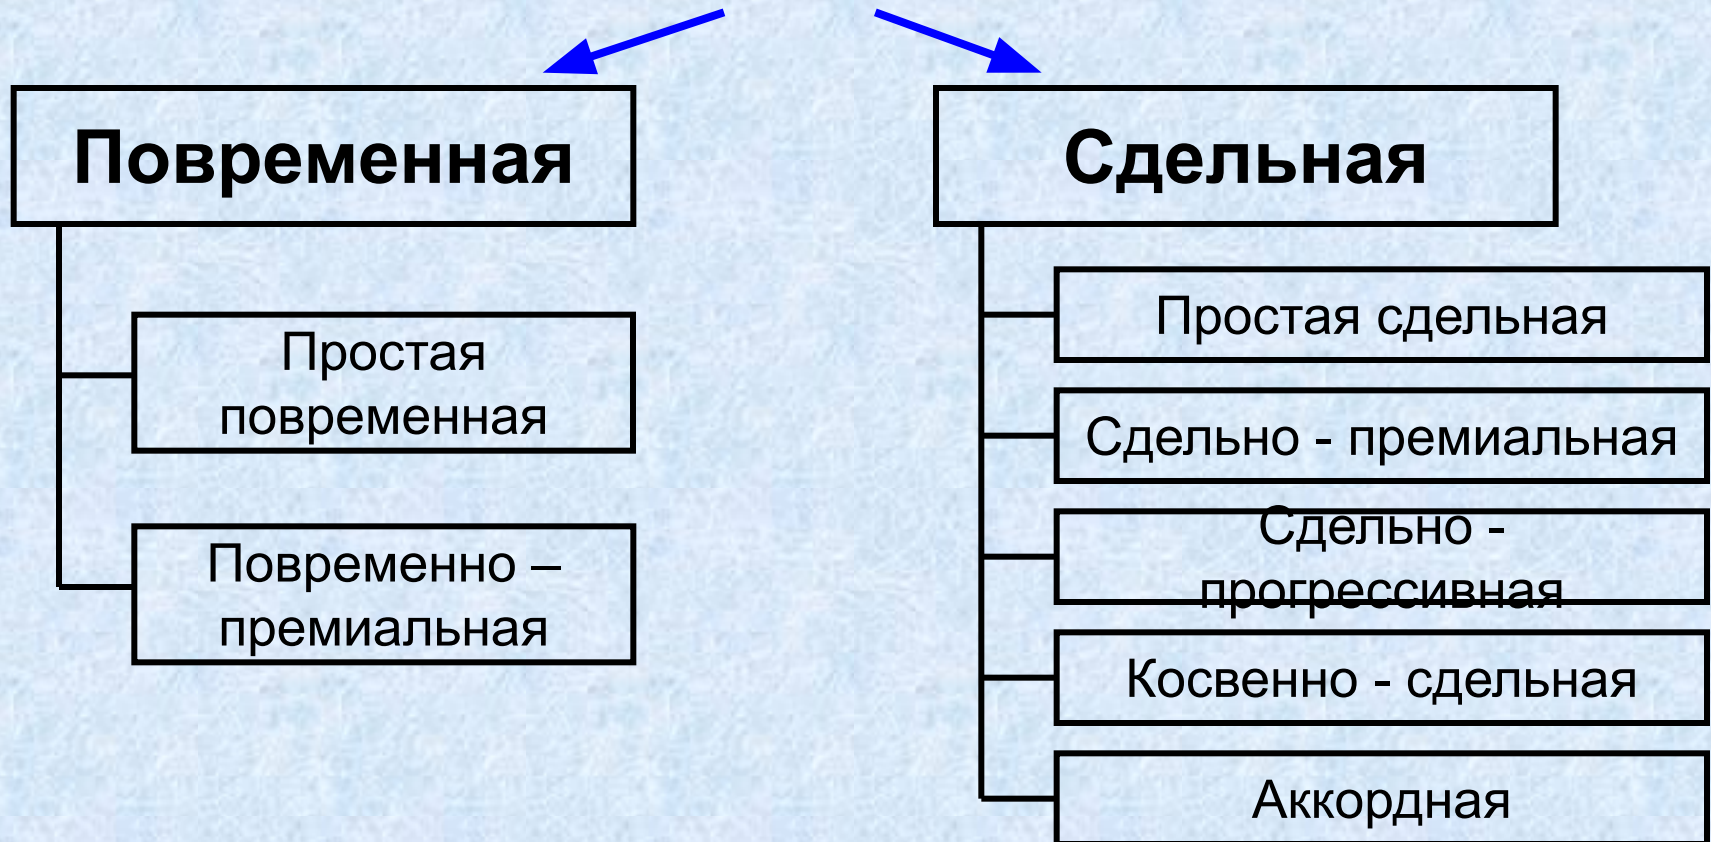 Повременная
Простая
повременная
Повременно –
премиальная
Сдельная
Простая сдельная
Сдельно - премиальная
Сдельно -
прогрессивная
Косвенно - сдельная
Аккордная